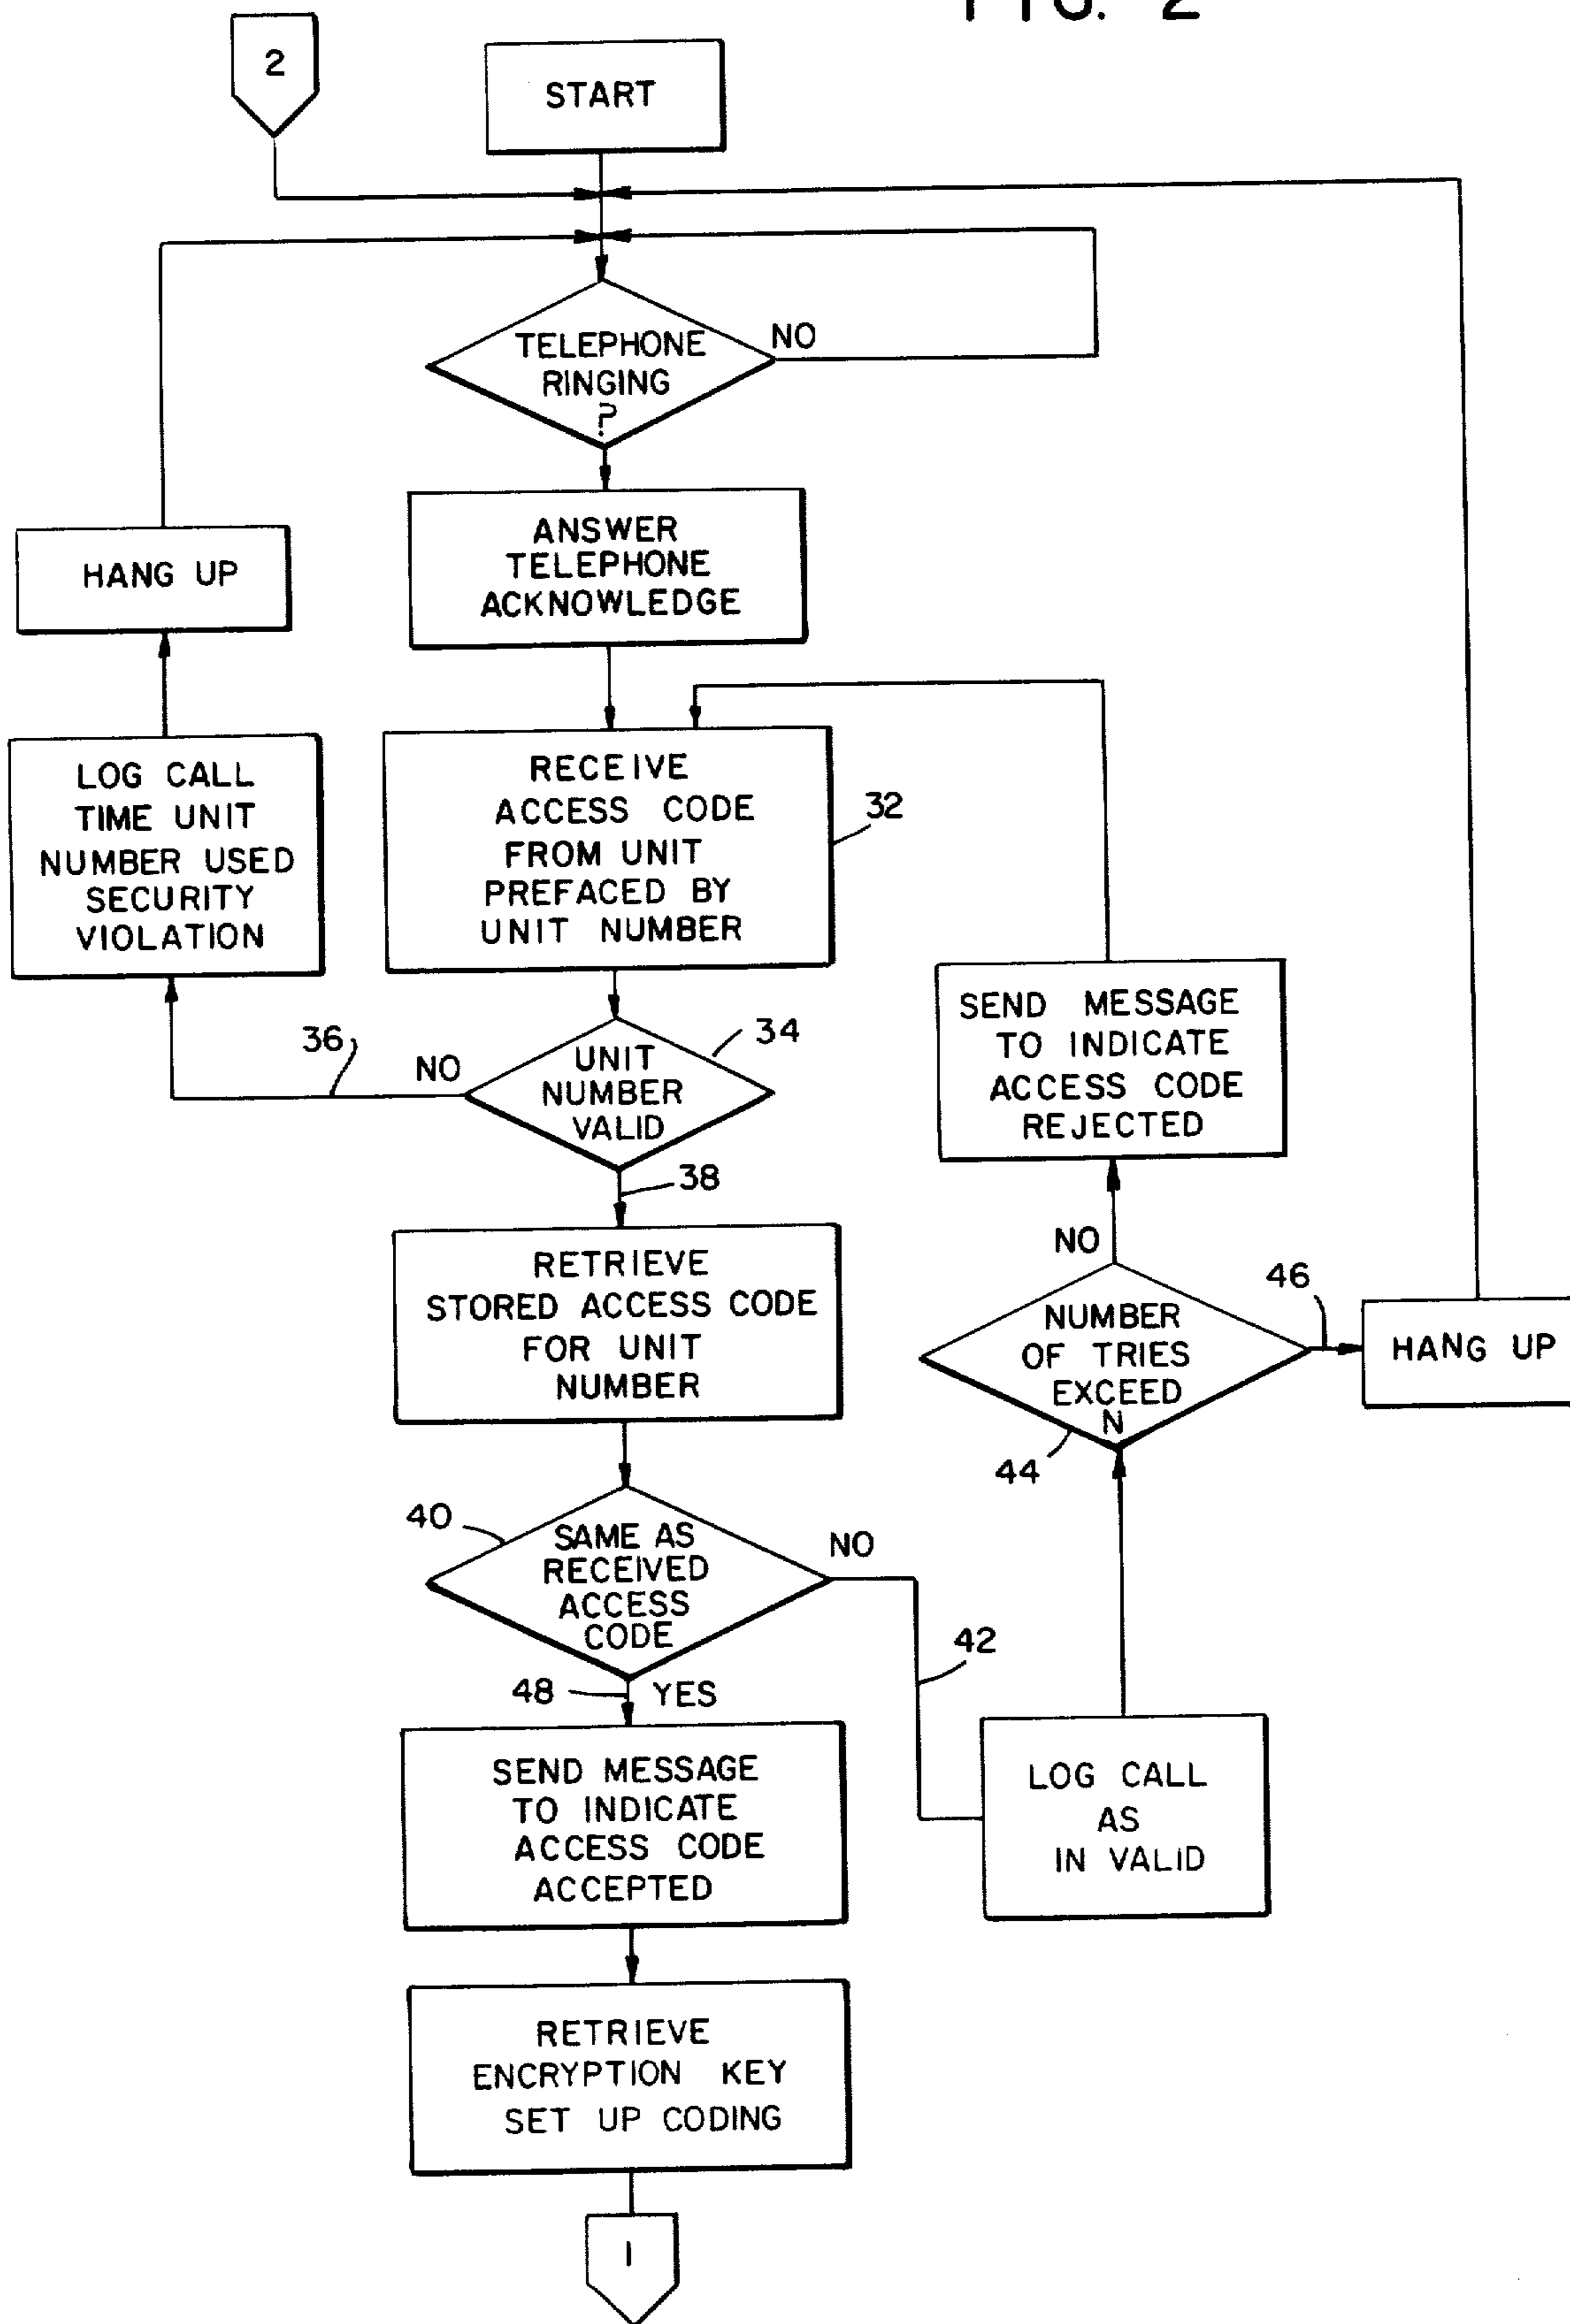 FIG. 2
2
START
TELEPHONE
RINGING
?
NO
ANSWER
TELEPHONE
ACKNOWLEDGE
HANG UP
LOG CALL
TIME UNIT
NUMBER USED
SECURITY
VIOLATION
RECEIVE
ACCESS CODE
FROM UNIT
PREFACED BY
UNIT NUMBER
32
36
NO
UNIT
NUMBER
VALID
34
38
SEND MESSAGE
TO INDICATE
ACCESS CODE
REJECTED
RETRIEVE
STORED ACCESS CODE
FOR UNIT
NUMBER
NO
NUMBER
OF TRIES
EXCEED
N
44
46
HANG UP
40
SAME AS
RECEIVED
ACCESS
CODE
NO
42
48
YES
SEND MESSAGE
TO INDICATE
ACCESS CODE
ACCEPTED
LOG CALL
AS
IN VALID
RETRIEVE
ENCRYPTION KEY
SET UP CODING
1